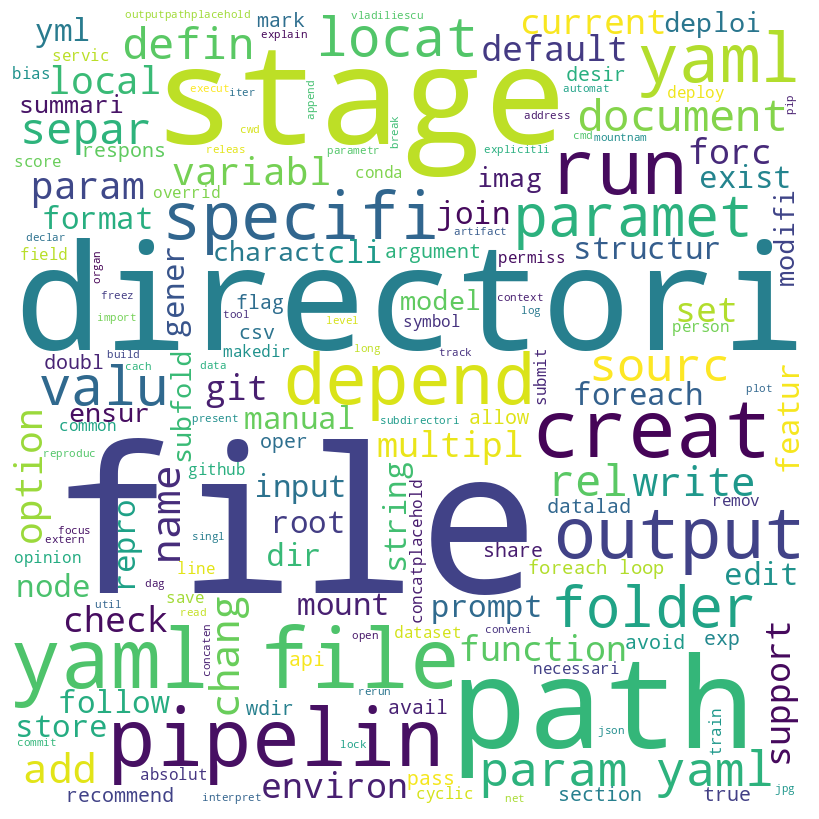 outputpathplacehold
vladiliescu
yml
mark
explain
current
deploi
defin
locat
default
yaml
servic
bias
local
stage
desir
execut
iter
append
automat
deploy
summari
separ
cwd
break
address
document
pip
releas
parametr
cmd
mountnam
score
respons
variabl
conda
explicitli
run
forc
param
overrid
imag
exist
format
specifi
join
paramet
modifi
declar
artifact
charact
cli
argument
permiss
structur
field
organ
gener
directori
freez
flag
model
context
set
import
tool
csv
symbol
log
person
level
makedir
doubl
build
subfold
long
track
submit
sourc
cach
data
valu
git
depend
present
subdirectori
foreach
plot
ensur
manual
allow
creat
featur
common
option
oper
multipl
reproduc
name
github
string
rel
write
file
input
datalad
remov
focus
singl
concatplacehold
output
extern
root
share
opinion
repro
dir
line
foreach loop
node
dag
edit
util
save
read
mount
prompt
folder
check
chang
concaten
open
dataset
conveni
yaml file
function
avoid
exp
support
api
necessari
follow
rerun
path
wdir
avail
store
train
json
commit
lock
pipelin
add
absolut
environ
pass
param yaml
cyclic
jpg
recommend
interpret
net
section
true